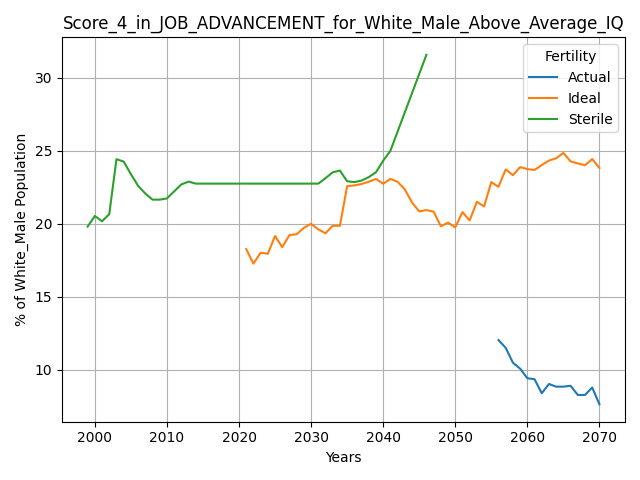 Score_4_in_JOB_ADVANCEMENT_for_White_Male_Above_Average_IQ
Fertility
Actual
Ideal
Sterile
% of White_Male Population
30
25
20
15
10
2000 2010 2020 2030 2040 2050 2060 2070
Years